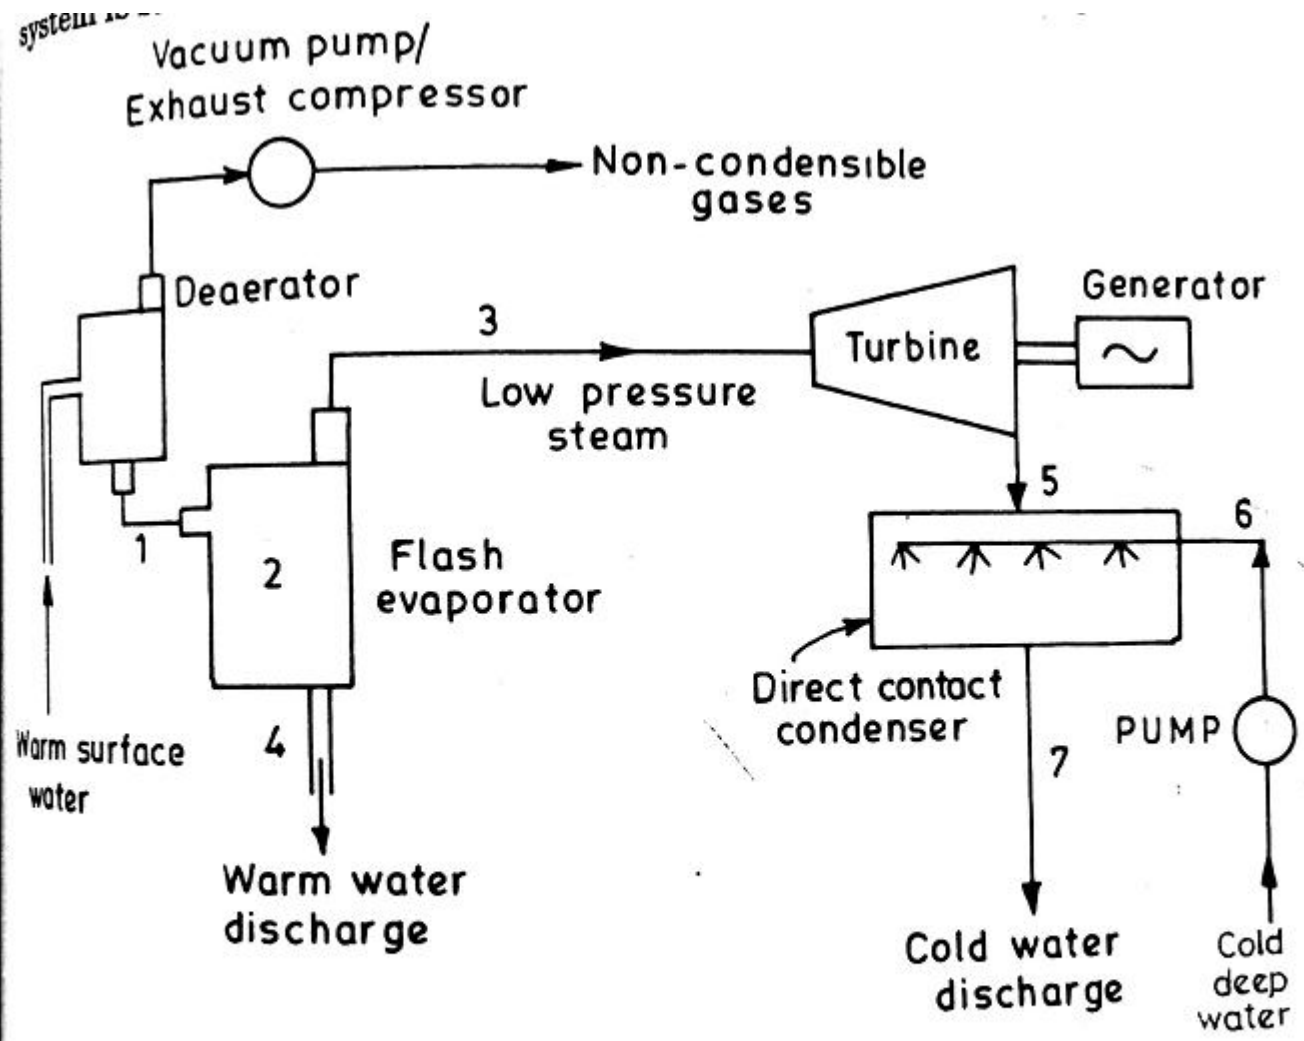 system is
Vacuum pump/
Exhaust compressor
Non-condensible
gases
Deaerator
Generator
3
Turbine
Low pressure
steam
5
6
1
2
Flash
evaporator
Direct contact
condenser
PUMP
4
Warm surface
water
7
Warm water
discharge
Cold water
discharge
Cold
deep
water